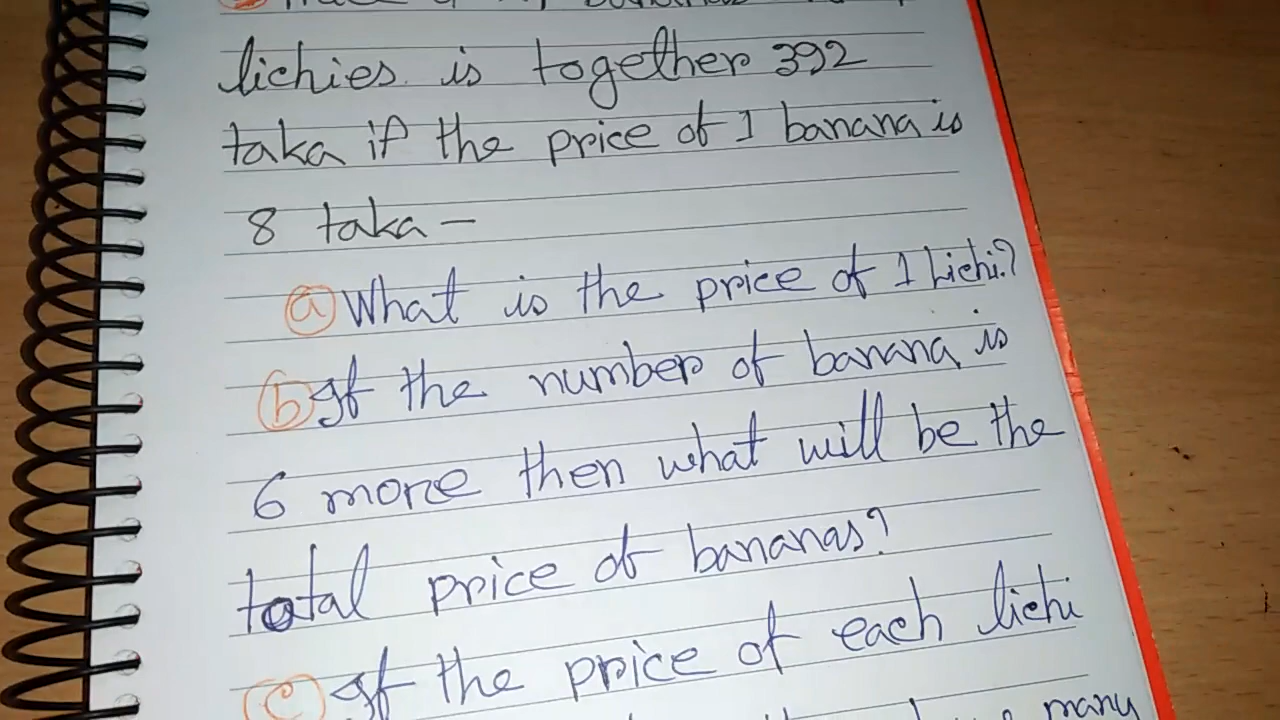 bananas
lichies is together 392
taka if the price of 1 banana is
8 taka -
a What is the price of 1 Lichi?
b If the number of banana is
6 more then what will be the
total price of bananas?
c If the price of each lichi
many